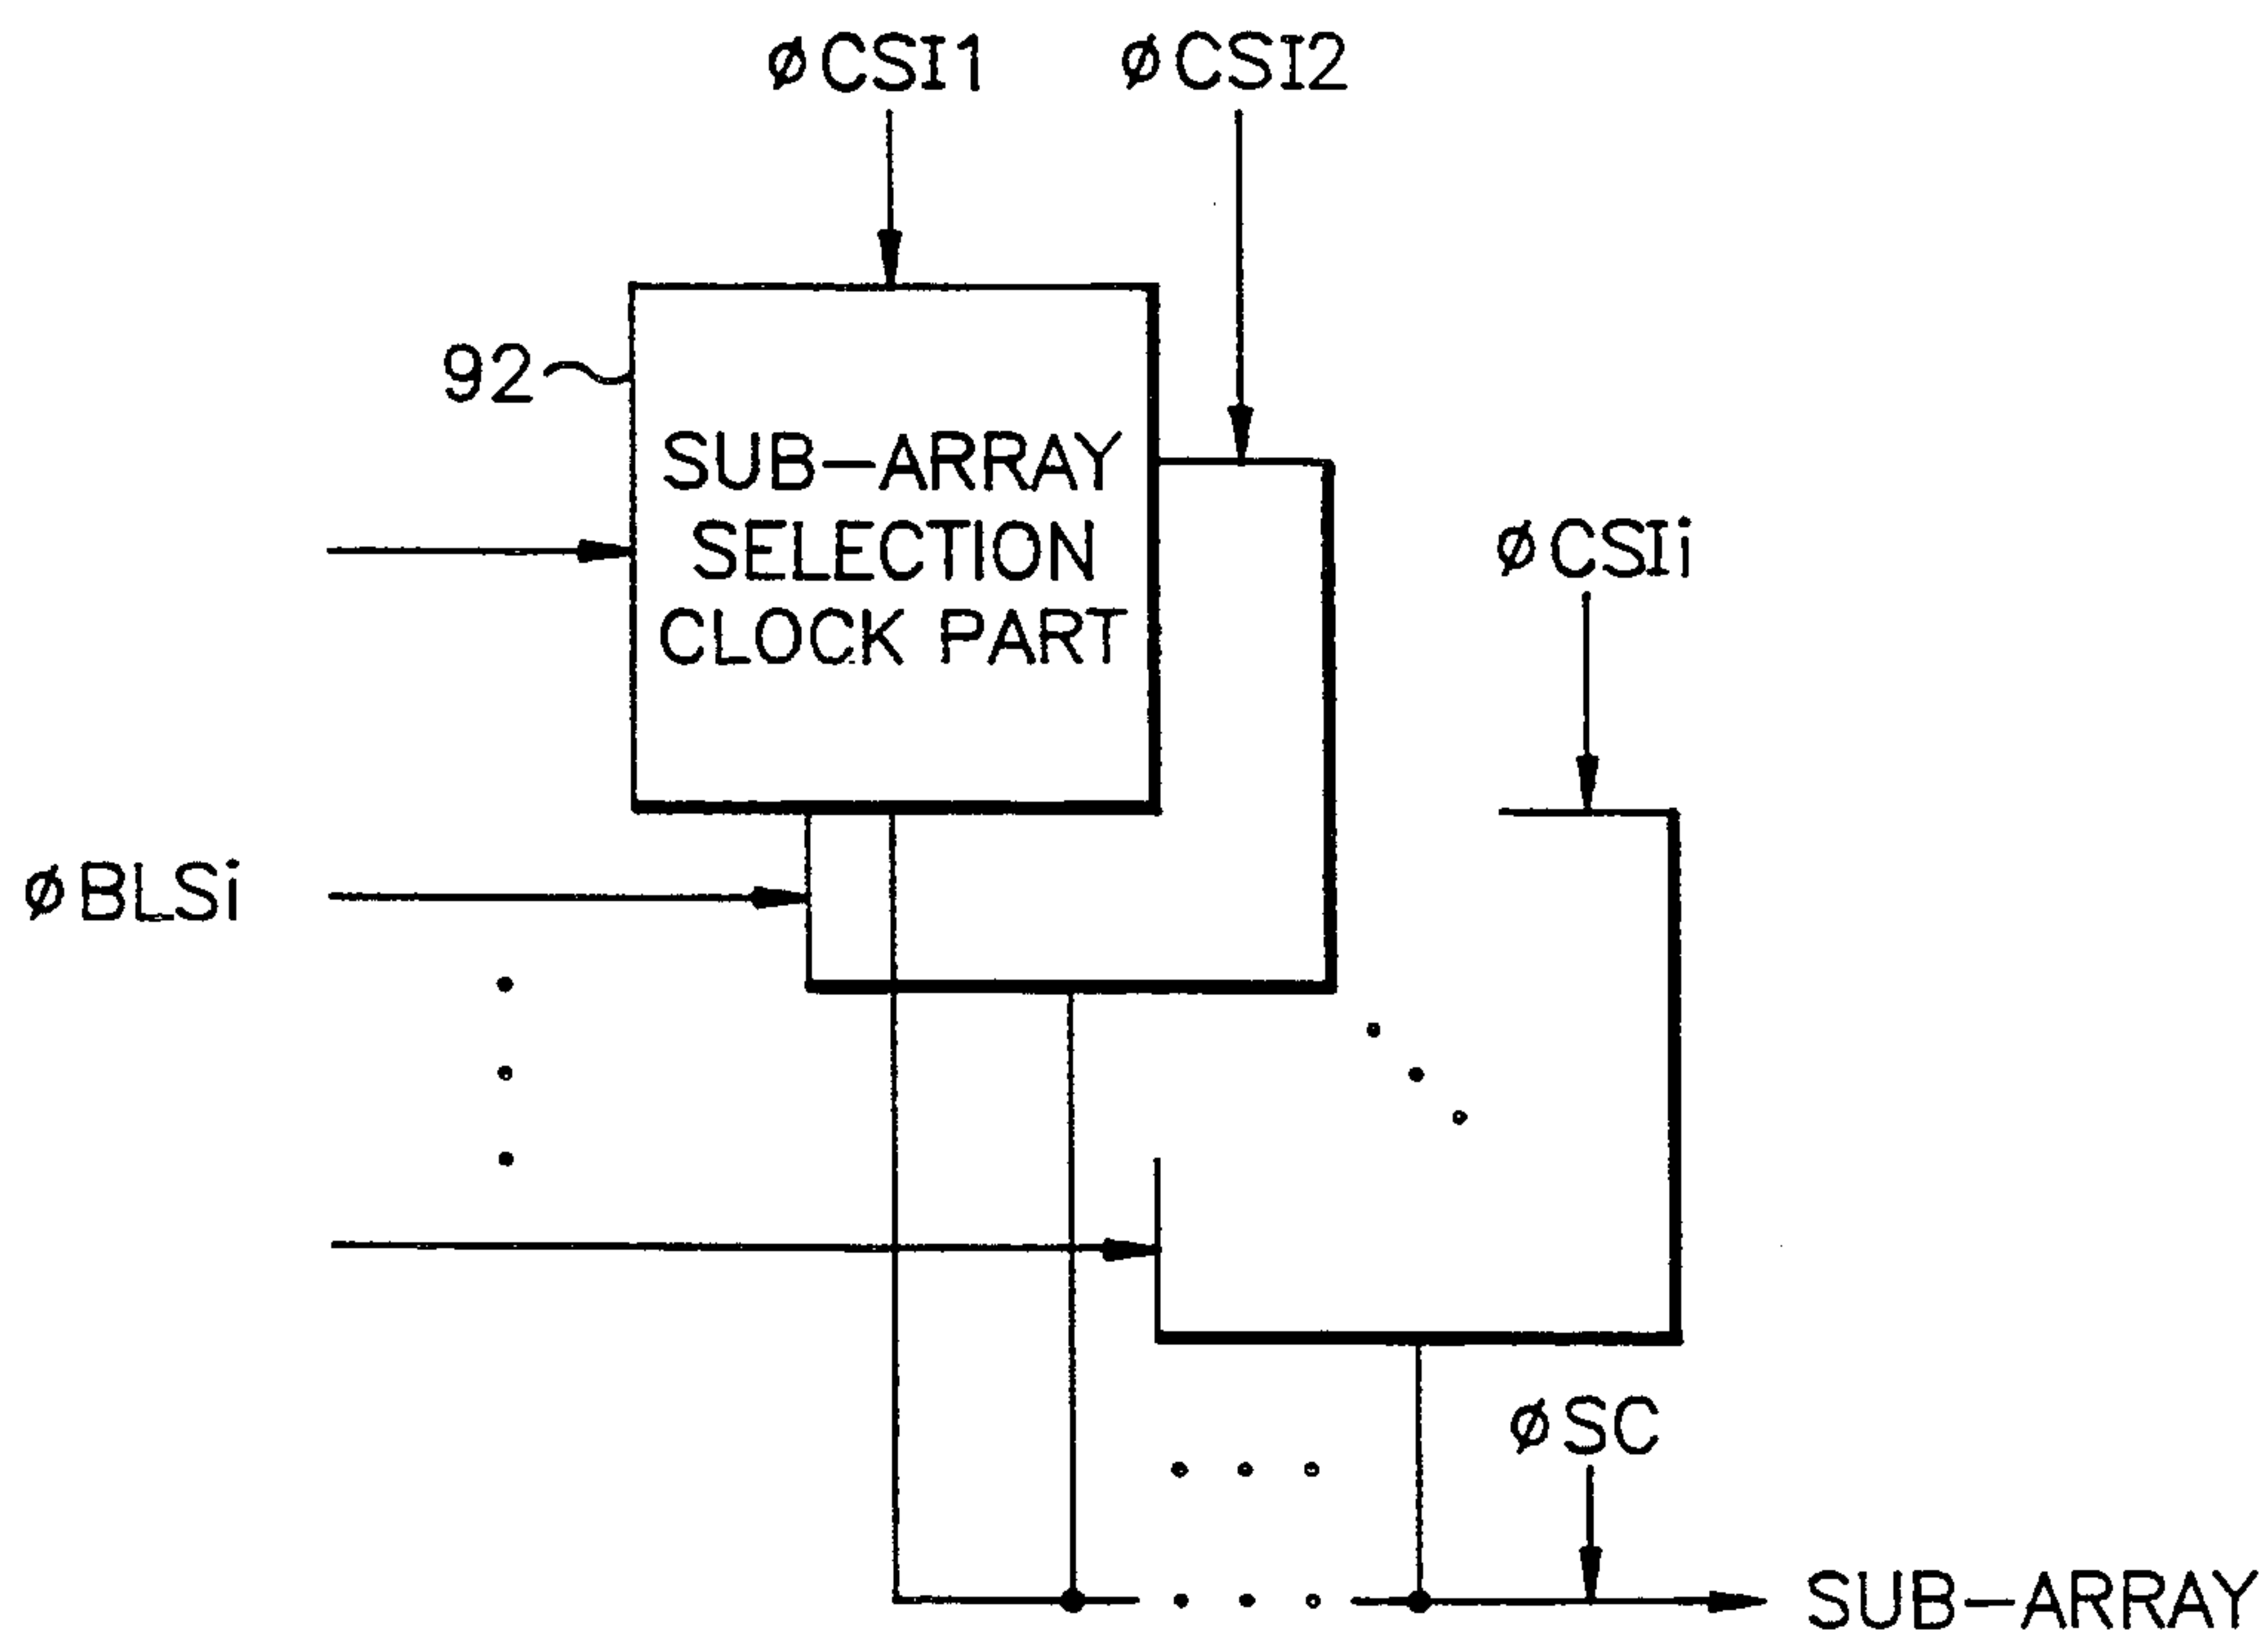 øCSI1
øCSI2
92
SUB-ARRAY
SELECTION
CLOCK PART
øCSIi
øBLSi
øSC
SUB-ARRAY